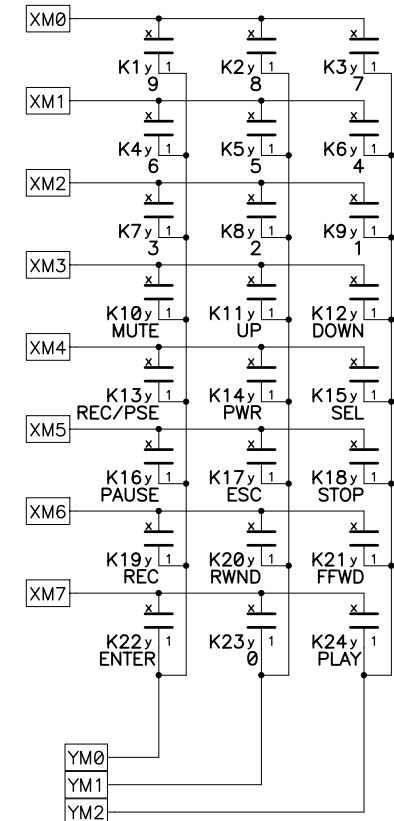 XM0
x x x
K1 y 1 K2 y 1 K3 y 1
9 8 7
XM1
x x x
K4 y 1 K5 y 1 K6 y 1
6 5 4
XM2
x x x
K7 y 1 K8 y 1 K9 y 1
3 2 1
XM3
x x x
K10 y 1 K11 y 1 K12 y 1
MUTE UP DOWN
XM4
x x x
K13 y 1 K14 y 1 K15 y 1
REC/PSE PWR SEL
XM5
x x x
K16 y 1 K17 y 1 K18 y 1
PAUSE ESC STOP
XM6
x x x
K19 y 1 K20 y 1 K21 y 1
REC RWND FFWD
XM7
x x x
K22 y 1 K23 y 1 K24 y 1
ENTER 0 PLAY
YM0
YM1
YM2